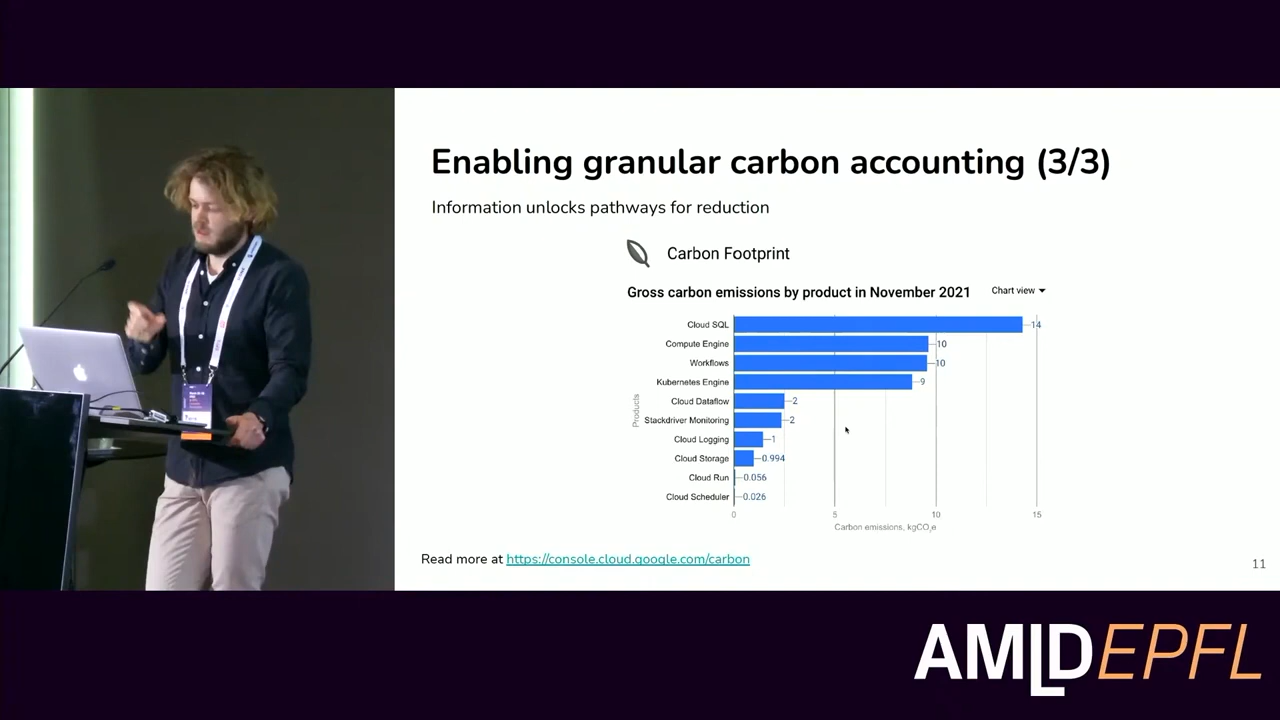 Enabling granular carbon accounting (3/3)
Information unlocks pathways for reduction
Carbon Footprint
Gross carbon emissions by product in November 2021
Chart view
Products
Cloud SQL 14
Compute Engine 10
Workflows 10
Kubernetes Engine 9
Cloud Dataflow 2
Stackdriver Monitoring 2
Cloud Logging 1
Cloud Storage 0.994
Cloud Run 0.056
Cloud Scheduler 0.026
0 5 10 15
Carbon emissions, kgCO₂e
Read more at https://console.cloud.google.com/carbon
11
AMLDEPFL